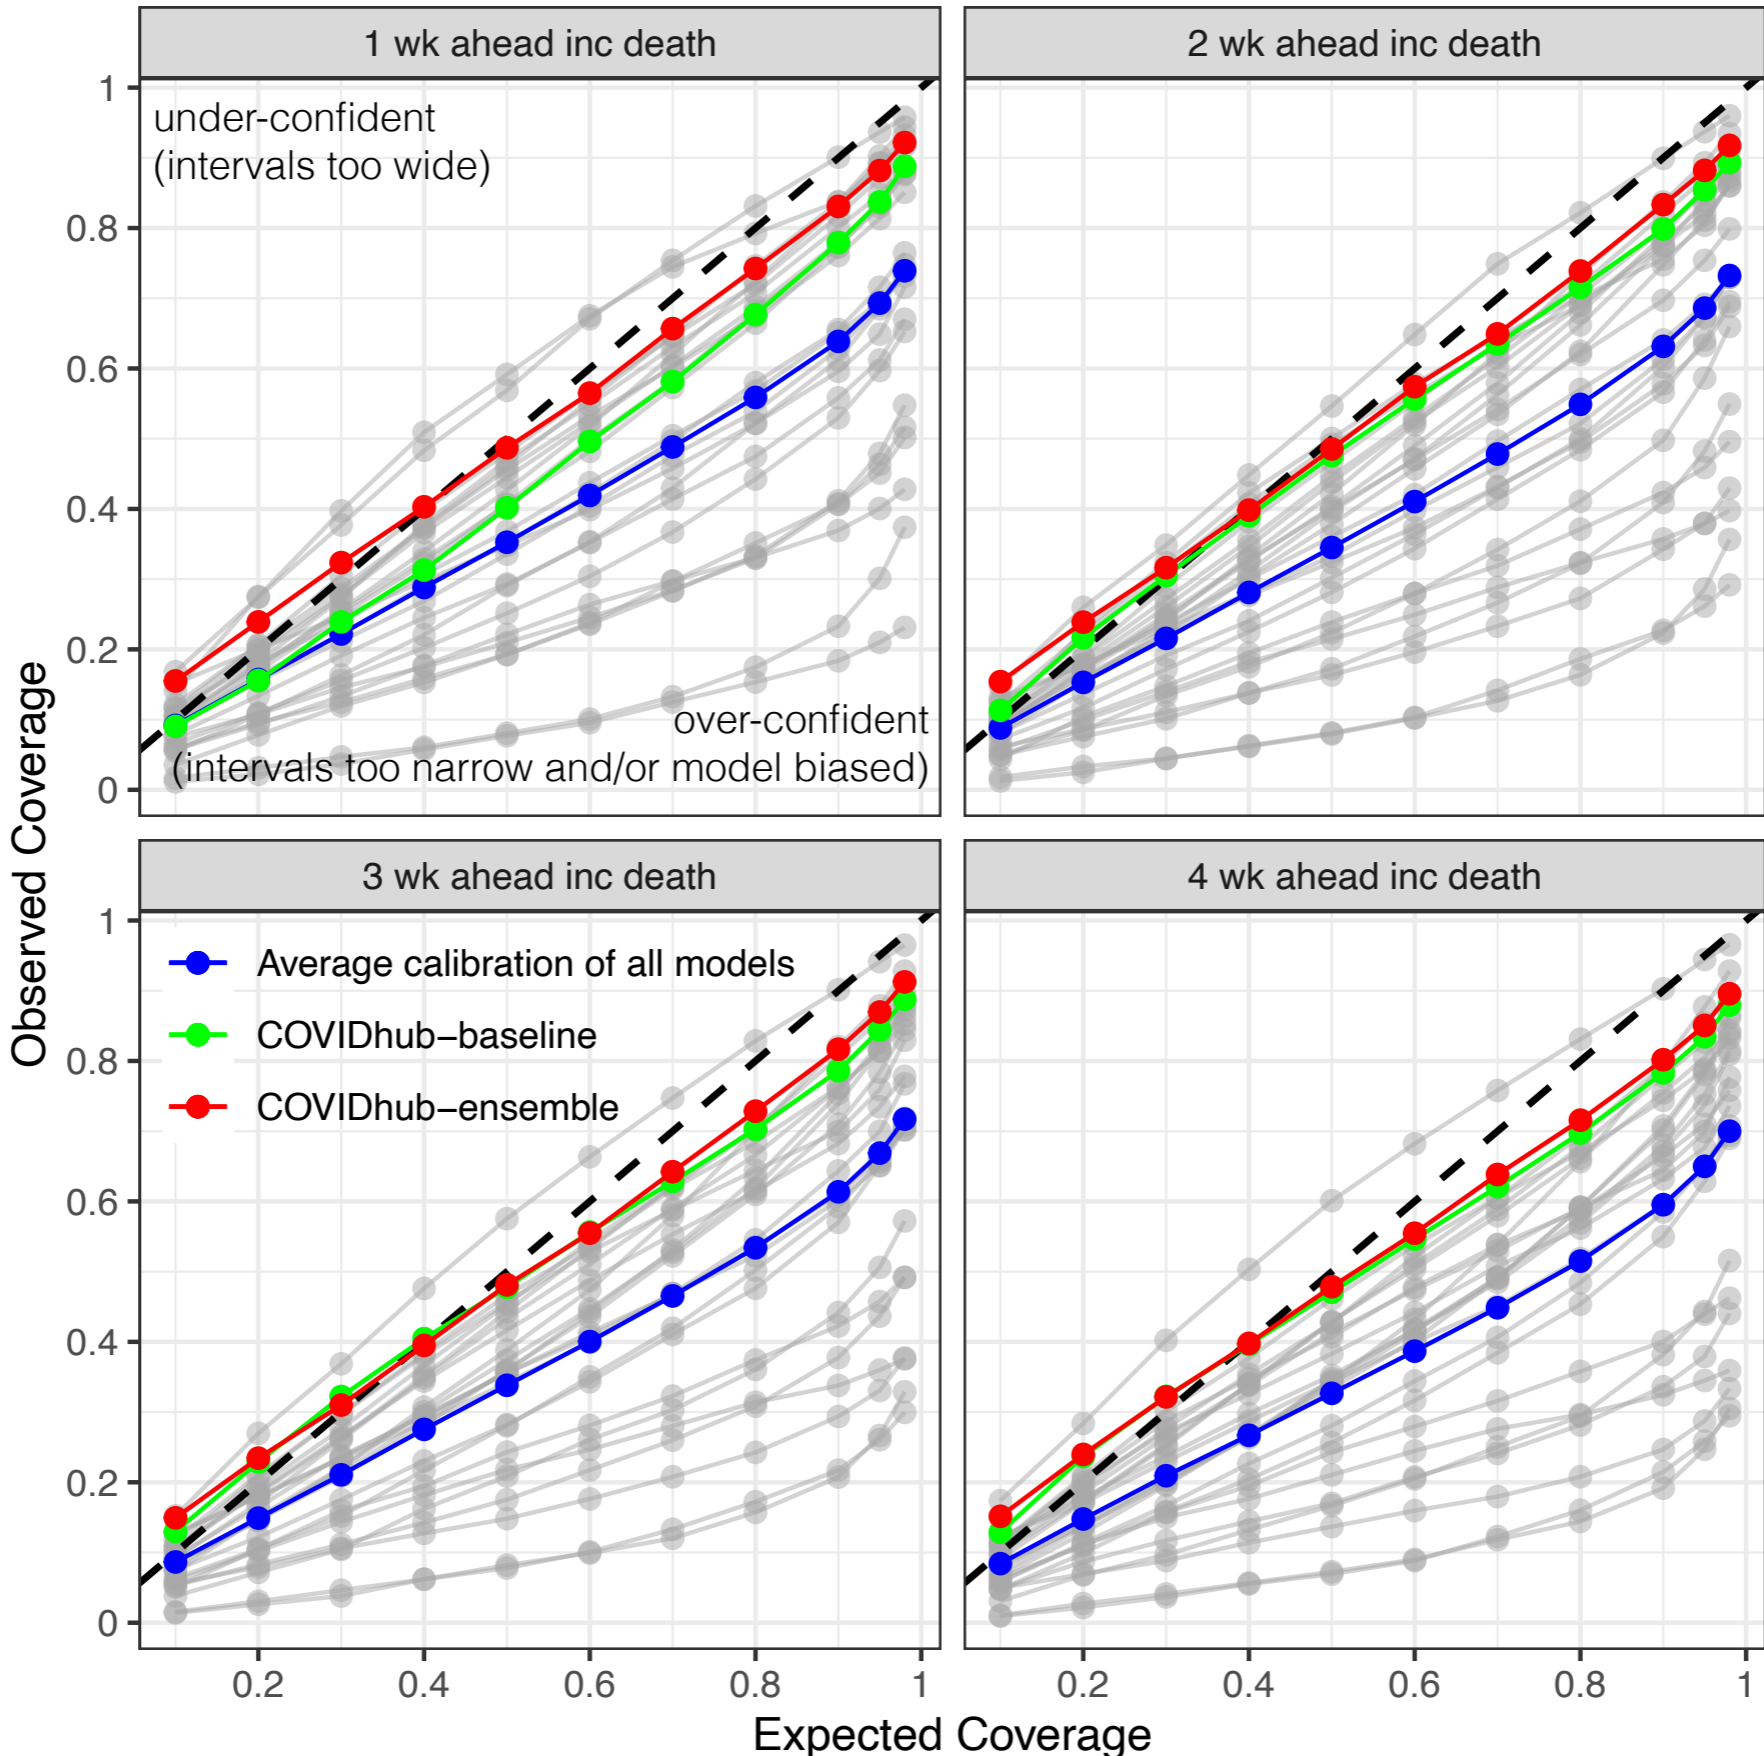 1 wk ahead inc death
2 wk ahead inc death
under-confident
(intervals too wide)
over-confident
(intervals too narrow and/or model biased)
1
0.8
0.6
0.4
0.2
0
Observed Coverage
3 wk ahead inc death
4 wk ahead inc death
Average calibration of all models
COVIDhub−baseline
COVIDhub−ensemble
1
0.8
0.6
0.4
0.2
0
0.2 0.4 0.6 0.8 1
0.2 0.4 0.6 0.8 1
Expected Coverage